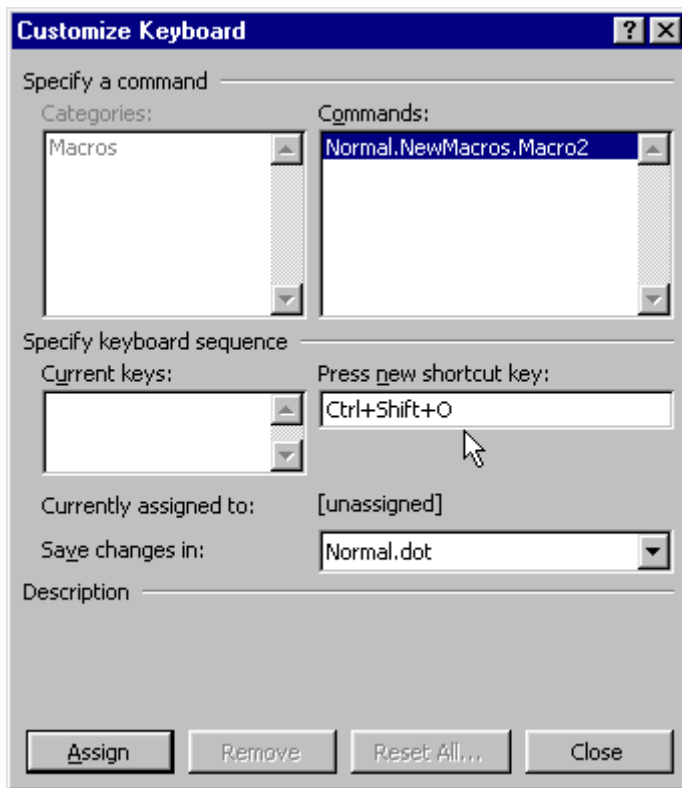 Customize Keyboard
Specify a command
Categories: Commands:
Macros Normal.NewMacros.Macro2
Specify keyboard sequence
Current keys: Press new shortcut key:
Ctrl+Shift+O
Currently assigned to: [unassigned]
Save changes in: Normal.dot
Description
Assign Remove Reset All... Close